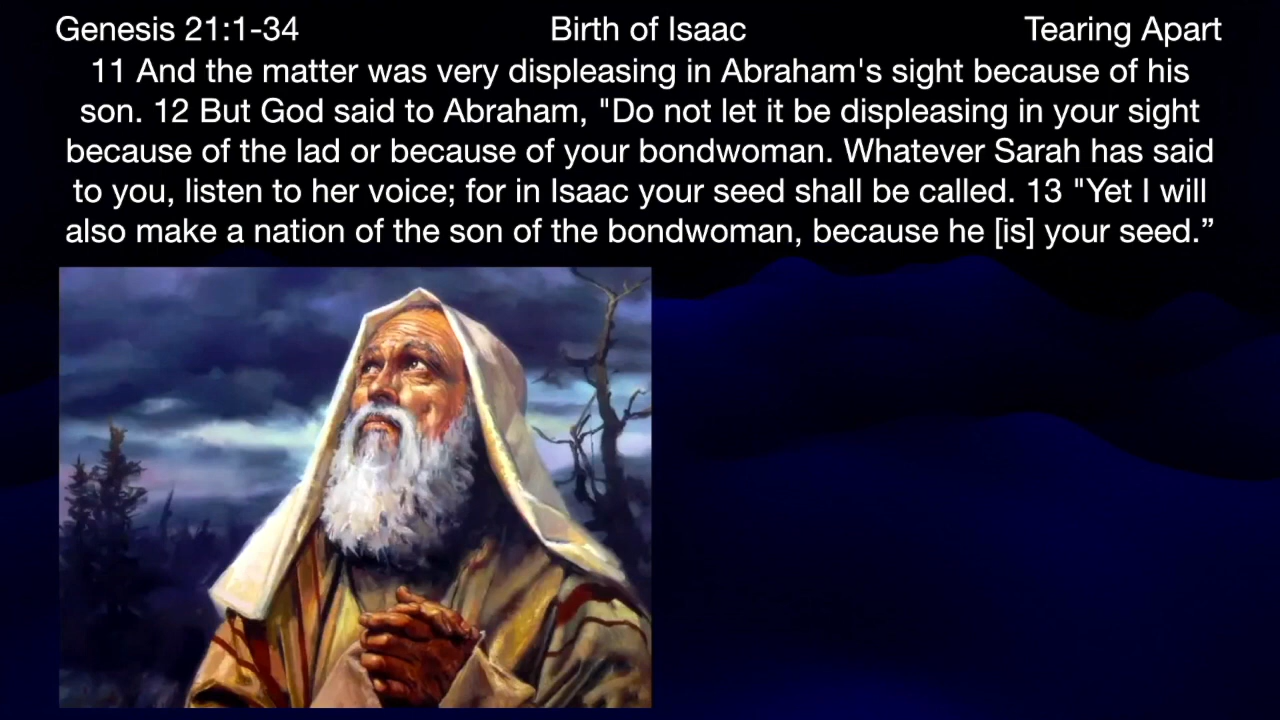 Genesis 21:1-34 Birth of Isaac Tearing Apart
11 And the matter was very displeasing in Abraham's sight because of his
son. 12 But God said to Abraham, "Do not let it be displeasing in your sight
because of the lad or because of your bondwoman. Whatever Sarah has said
to you, listen to her voice; for in Isaac your seed shall be called. 13 "Yet I will
also make a nation of the son of the bondwoman, because he [is] your seed.”